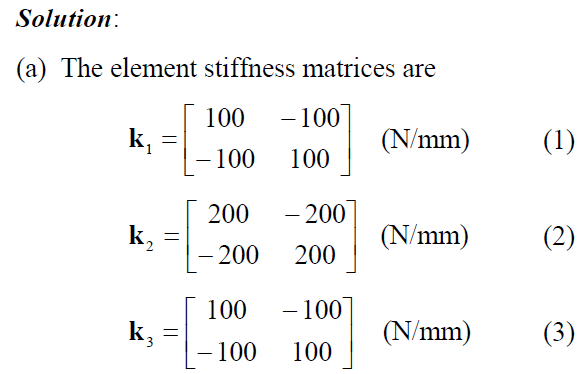 Solution:
(a) The element stiffness matrices are
k₁ = [ 100 −100 ; −100 100 ] (N/mm) (1)
k₂ = [ 200 −200 ; −200 200 ] (N/mm) (2)
k₃ = [ 100 −100 ; −100 100 ] (N/mm) (3)